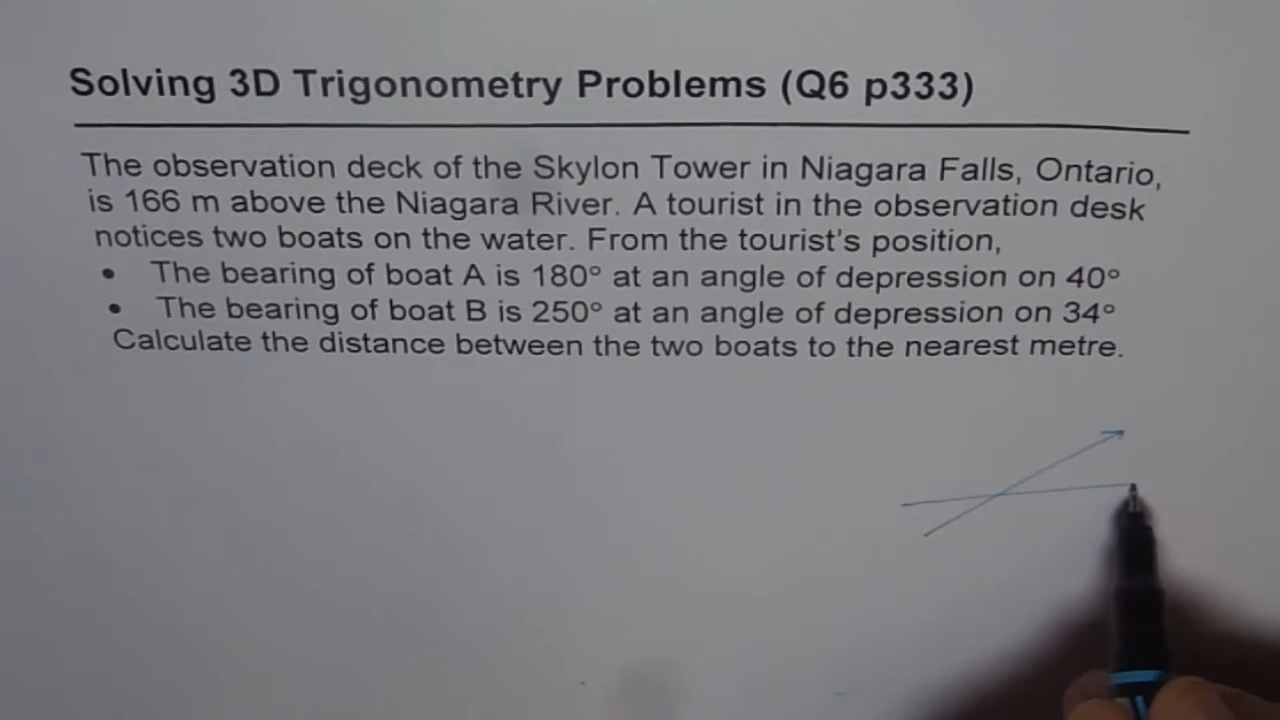 Solving 3D Trigonometry Problems (Q6 p333)
The observation deck of the Skylon Tower in Niagara Falls, Ontario,
is 166 m above the Niagara River. A tourist in the observation desk
notices two boats on the water. From the tourist's position,
• The bearing of boat A is 180° at an angle of depression on 40°
• The bearing of boat B is 250° at an angle of depression on 34°
Calculate the distance between the two boats to the nearest metre.